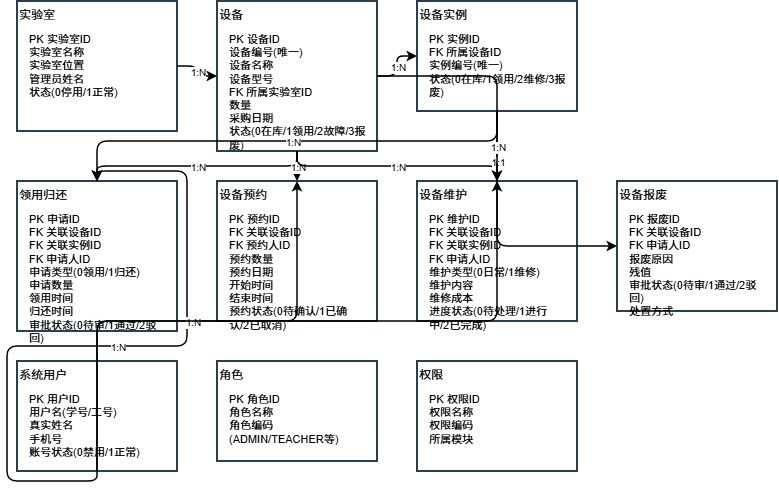 实验室
PK 实验室ID
实验室名称
实验室位置
管理员姓名
状态(0停用/1正常)
1:N
设备
PK 设备ID
设备编号(唯一)
设备名称
设备型号
FK 所属实验室ID
数量
采购日期
状态(0在库/1领用/2故障/3报
废)
1:N
设备实例
PK 实例ID
FK 所属设备ID
实例编号(唯一)
状态(0在库/1领用/2维修/3报
废)
1:N
1:N
1:1
1:N
1:N
1:N
领用归还
PK 申请ID
FK 关联设备ID
FK 关联实例ID
FK 申请人ID
申请类型(0领用/1归还)
申请数量
领用时间
归还时间
审批状态(0待审/1通过/2驳
回)
设备预约
PK 预约ID
FK 关联设备ID
FK 预约人ID
预约数量
预约日期
开始时间
结束时间
预约状态(0待确认/1已确
认/2已取消)
设备维护
PK 维护ID
FK 关联设备ID
FK 关联实例ID
FK 申请人ID
维护类型(0日常/1维修)
维护内容
维修成本
进度状态(0待处理/1进行
中/2已完成)
设备报废
PK 报废ID
FK 关联设备ID
FK 申请人ID
报废原因
残值
审批状态(0待审/1通过/2驳
回)
处置方式
1:N
1:N
系统用户
PK 用户ID
用户名(学号/工号)
真实姓名
手机号
账号状态(0禁用/1正常)
角色
PK 角色ID
角色名称
角色编码
(ADMIN/TEACHER等)
权限
PK 权限ID
权限名称
权限编码
所属模块